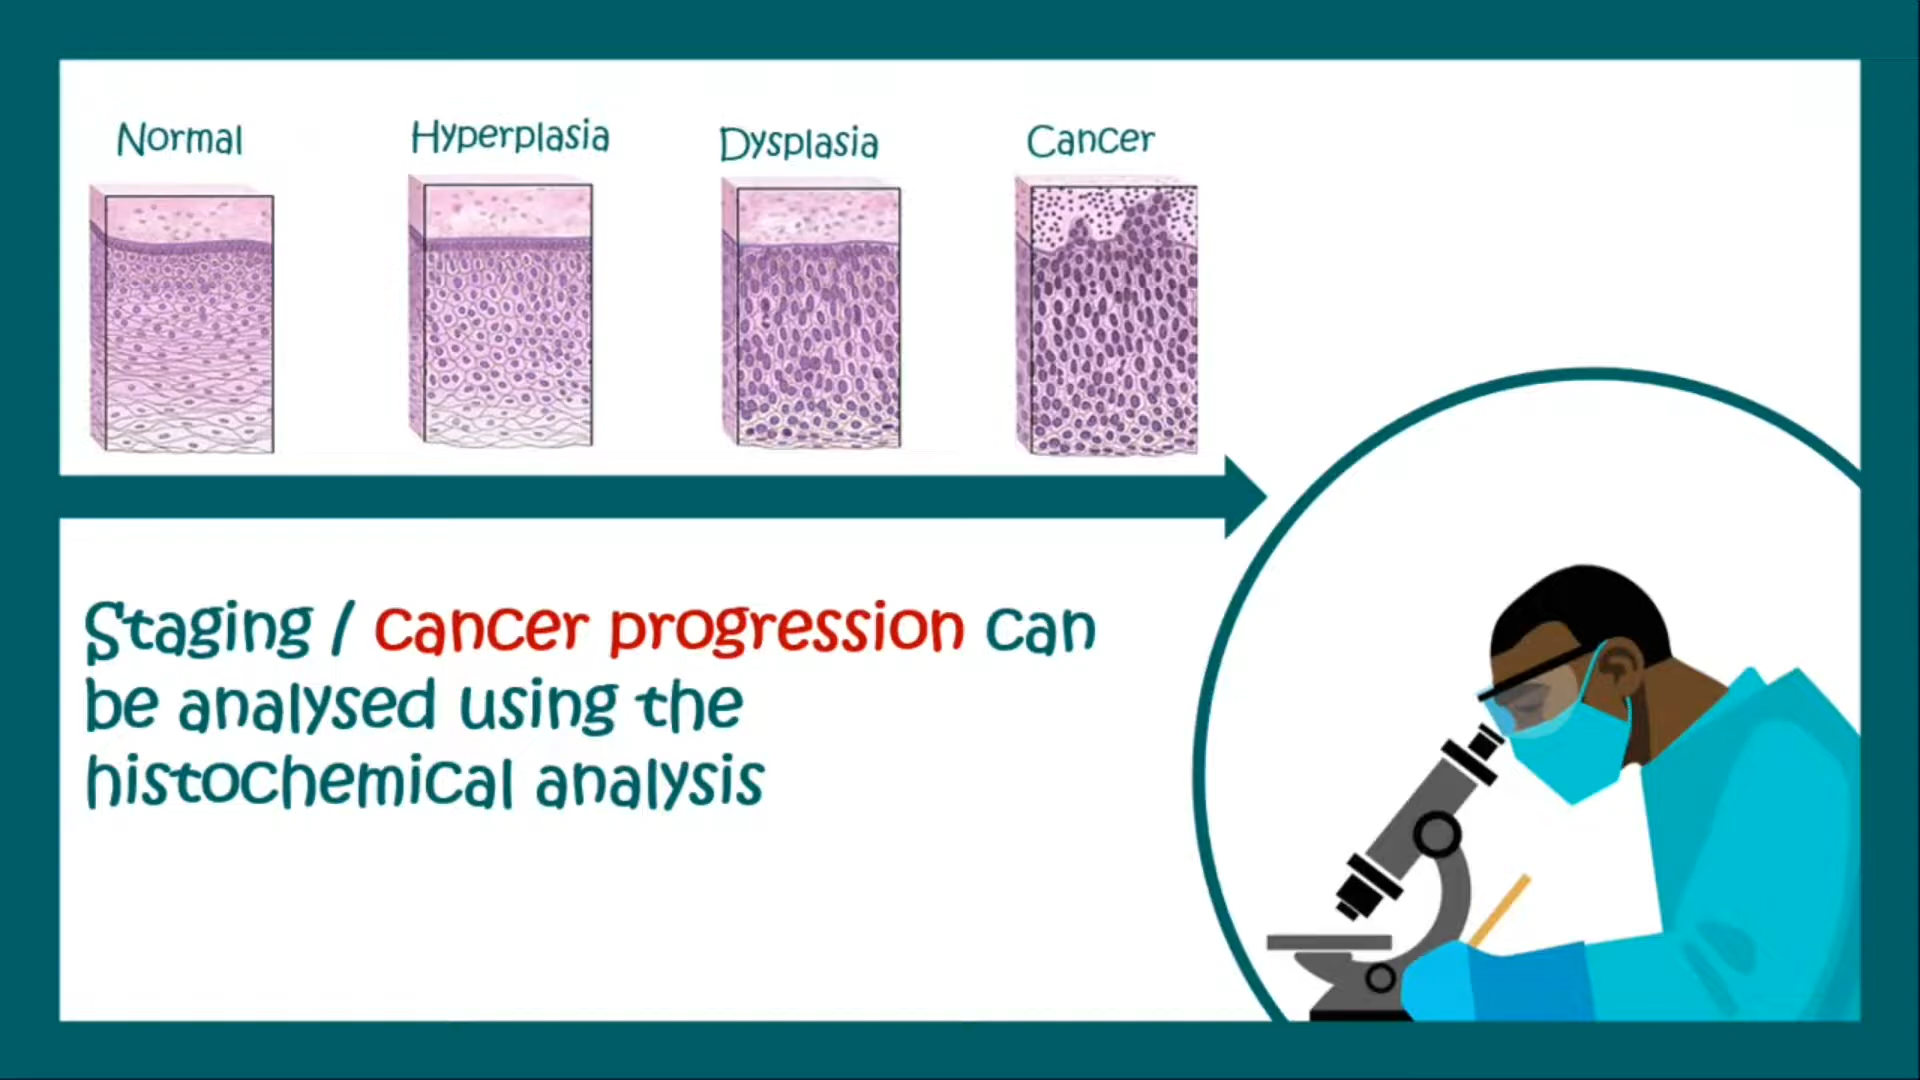 Normal
Hyperplasia
Dysplasia
Cancer
Staging / cancer progression can
be analysed using the
histochemical analysis